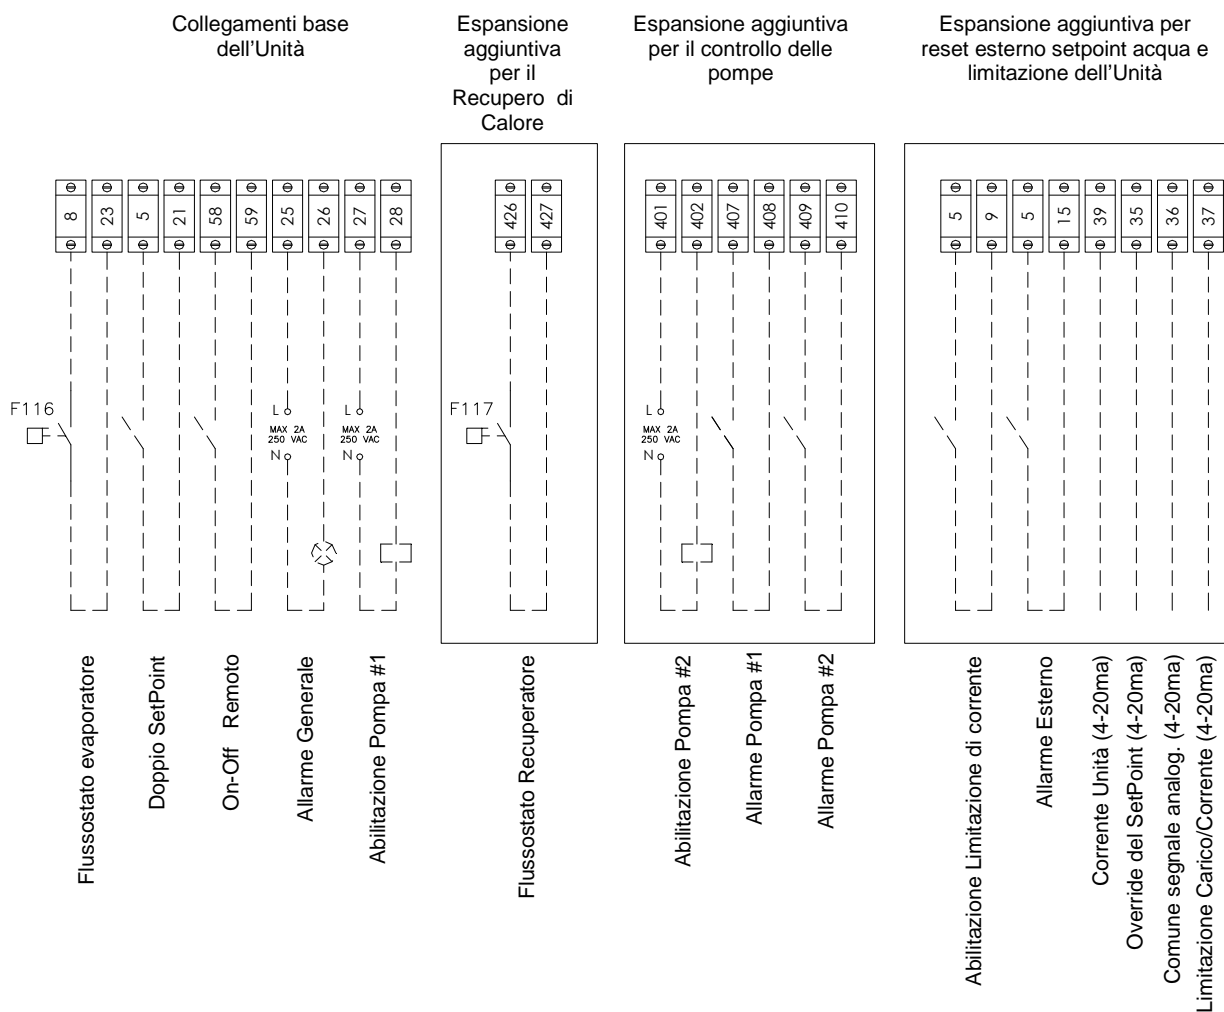 Collegamenti base
dell'Unità
Espansione
aggiuntiva
per il
Recupero di
Calore
Espansione aggiuntiva
per il controllo delle
pompe
Espansione aggiuntiva per
reset esterno setpoint acqua e
limitazione dell'Unità
8
23
5
21
58
59
25
26
27
28
426
427
401
402
407
408
409
410
5
9
5
15
39
35
36
37
F116
L
MAX 2A
250 VAC
N
L
MAX 2A
250 VAC
N
F117
L
MAX 2A
250 VAC
N
Flussostato evaporatore
Doppio SetPoint
On-Off Remoto
Allarme Generale
Abilitazione Pompa #1
Flussostato Recuperatore
Abilitazione Pompa #2
Allarme Pompa #1
Allarme Pompa #2
Abilitazione Limitazione di corrente
Allarme Esterno
Corrente Unità (4-20ma)
Override del SetPoint (4-20ma)
Comune segnale analog. (4-20ma)
Limitazione Carico/Corrente (4-20ma)